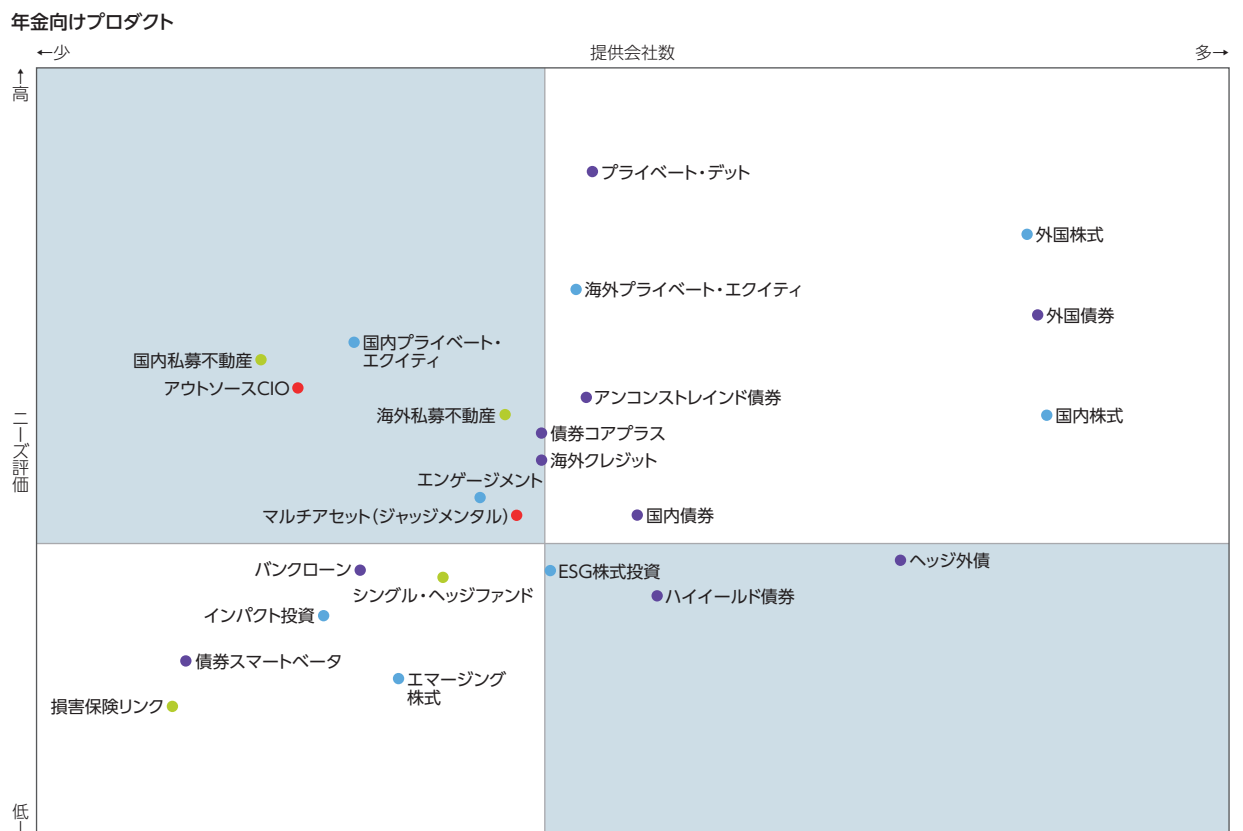 年金向けプロダクト
←少
提供会社数
多→
↑高
プライベート・デット
外国株式
海外プライベート・エクイティ
外国債券
国内プライベート・
エクイティ
国内私募不動産
アウトソースCIO
アンコンストレインド債券
海外私募不動産
国内株式
債券コアプラス
ニーズ評価
海外クレジット
エンゲージメント
マルチアセット(ジャッジメンタル)
国内債券
ヘッジ外債
バンクローン
ESG株式投資
シングル・ヘッジファンド
ハイイールド債券
インパクト投資
債券スマートベータ
エマージング
株式
損害保険リンク
低